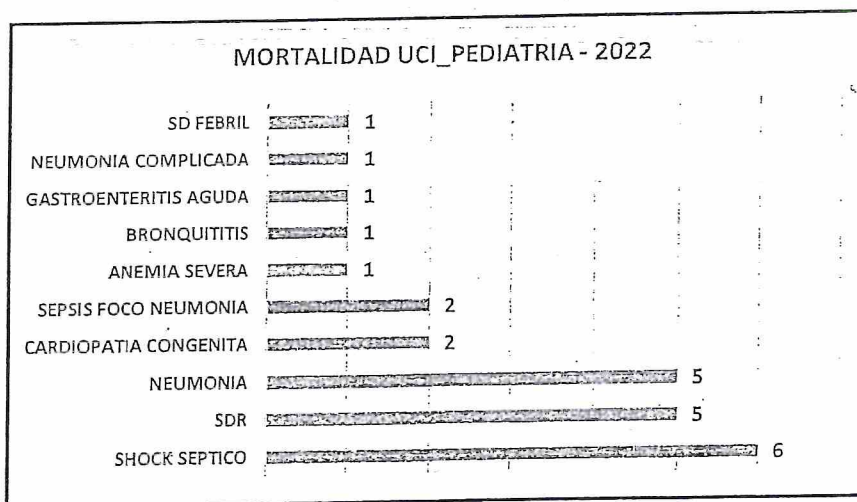 MORTALIDAD UCI_PEDIATRIA - 2022
SD FEBRIL 1
NEUMONIA COMPLICADA 1
GASTROENTERITIS AGUDA 1
BRONQUITITIS 1
ANEMIA SEVERA 1
SEPSIS FOCO NEUMONIA 2
CARDIOPATIA CONGENITA 2
NEUMONIA 5
SDR 5
SHOCK SEPTICO 6